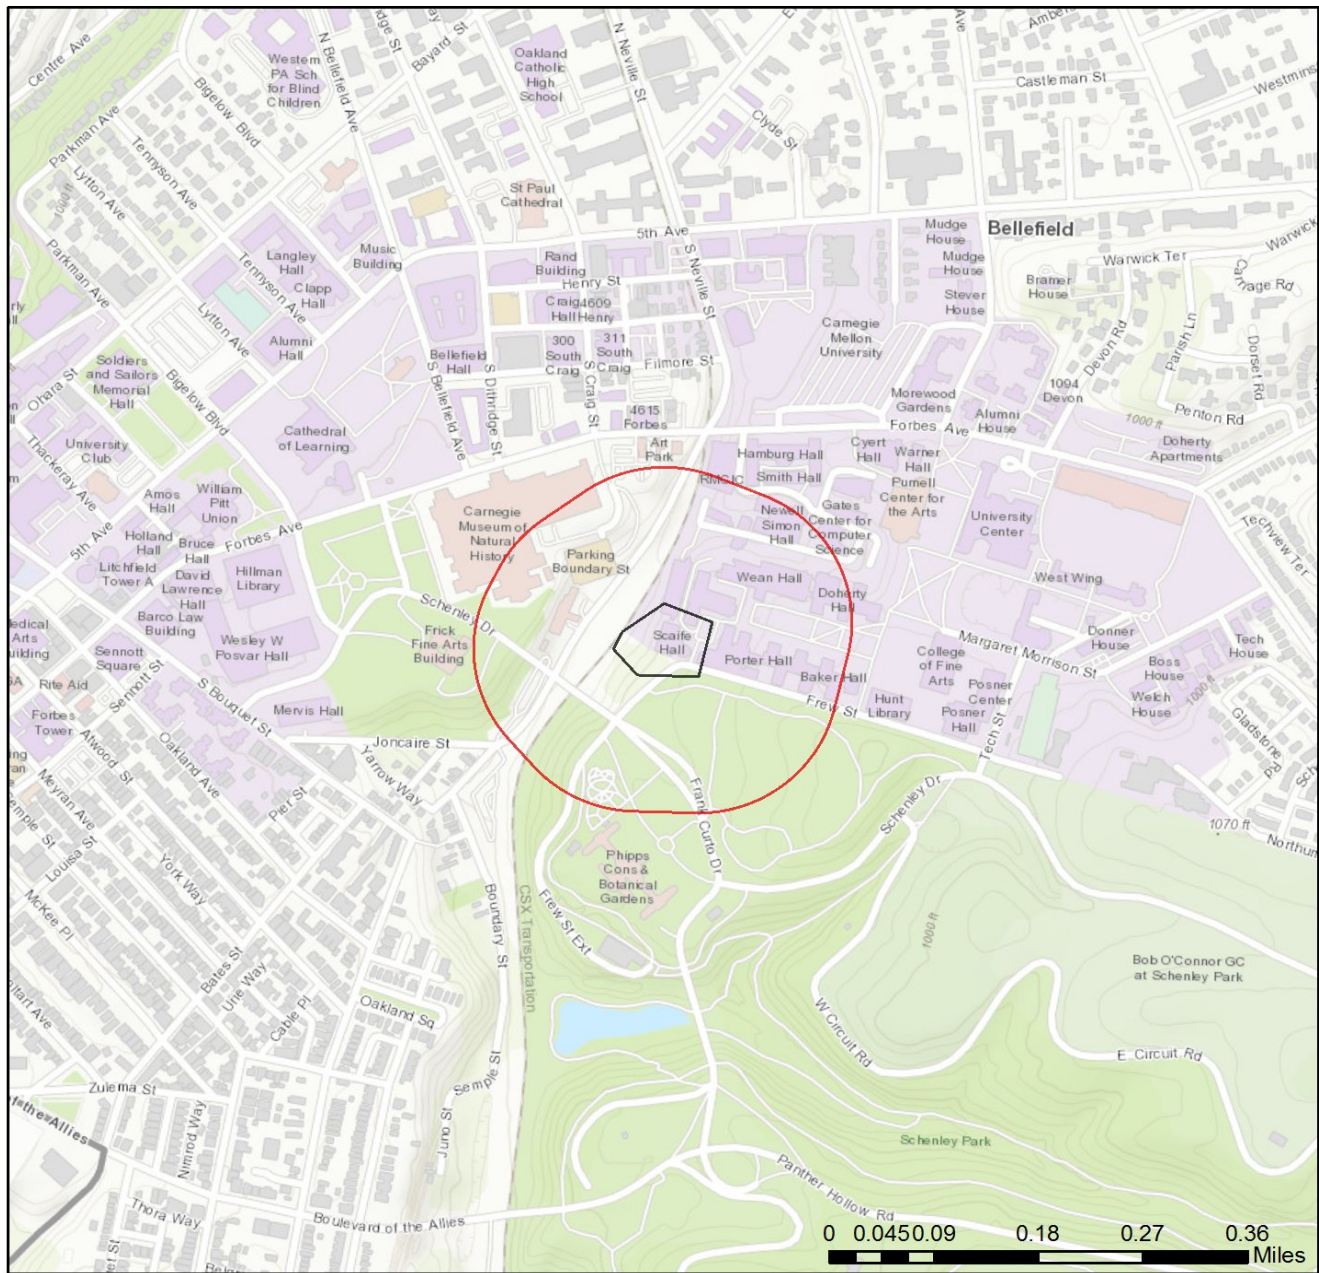 Centre Ave
Western
PA Sch
for Blind
Children
N Bellefield Ave
Bayard St
Oakland
Catholic
High
School
N Neville St
Ave
Castleman St
Clyde St
Bigelow Blvd
Parkman Ave
Tennyson Ave
Lytton Ave
1000 ft
St Paul
Cathedral
5th Ave
Mudge
House
Bellefield
Mudge
House
Warwick Ter
Warwick
Music
Building
Langley
Hall
Clapp
Hall
Rand
Building
Henry St
S Neville St
Bramer
House
Carriage Rd
Parkman Ave
Tennyson Ave
Lytton Ave
Craig
Hall
4609
Henry
Stever
House
Devon Rd
Parish Ln
Dorset Rd
Carnegie
Mellon
University
Alumni
Hall
Bellefield
Hall
300
South
Craig
311
South
Craig
Filmore St
Soldiers
and Sailors
Memorial
Hall
Ohara St
Bigelow Blvd
S Bellefield Ave
S Dithridge St
S Craig St
1094
Devon
Morewood
Gardens
Alumni
House
Forbes Ave
1000 ft
Penton Rd
4615
Forbes
Art
Park
Cathedral
of Learning
University
Club
Thackeray Ave
Hamburg Hall
Cyert
Hall
Warner
Hall
Purnell
Center for
the Arts
Doherty
Apartments
RMCIC
Smith Hall
Amos
Hall
William
Pitt
Union
5th Ave
Holland
Hall
Bruce
Hall
Forbes Ave
Carnegie
Museum of
Natural
History
Newell
Simon
Hall
Gates
Center for
Computer
Science
University
Center
Techview Ter
Litchfield
Tower A
David
Lawrence
Hall
Hillman
Library
Parking
Boundary St
Wean Hall
West Wing
Doherty
Hall
Barco Law
Building
Schenley Dr
Scaife
Hall
Sennott
Square
Wesley W
Posvar Hall
Frick
Fine Arts
Building
Porter Hall
Margaret Morrison St
Donner
House
Tech
House
Baker Hall
College
of Fine
Arts
Boss
House
Rite Aid
Sennott St
S Bouquet St
Posner
Center
Posner
Hall
Welch
House
1000 ft
Forbes
Tower
Mervis Hall
Frew St
Hunt
Library
Gladstone Rd
Atwood St
Oakland Ave
Joncaire St
Yarrow Way
Tech St
Meyran Ave
Pier St
Frank Curto Dr
Schenley Dr
1070 ft
Louisa St
Phipps
Cons &
Botanical
Gardens
York Way
McKee Pl
Boundary St
CSX Transportation
Frew St Ext
1000 ft
Bates St
Bob O'Connor GC
at Schenley Park
Urie Way
Cable Pl
Oakland Sq
W Circuit Rd
E Circuit Rd
Semple St
Zulema St
Juno St
Nimrod Way
Schenley Park
Panther Hollow Rd
Thora Way
Boulevard of the Allies
0 0.045 0.09 0.18 0.27 0.36
Miles